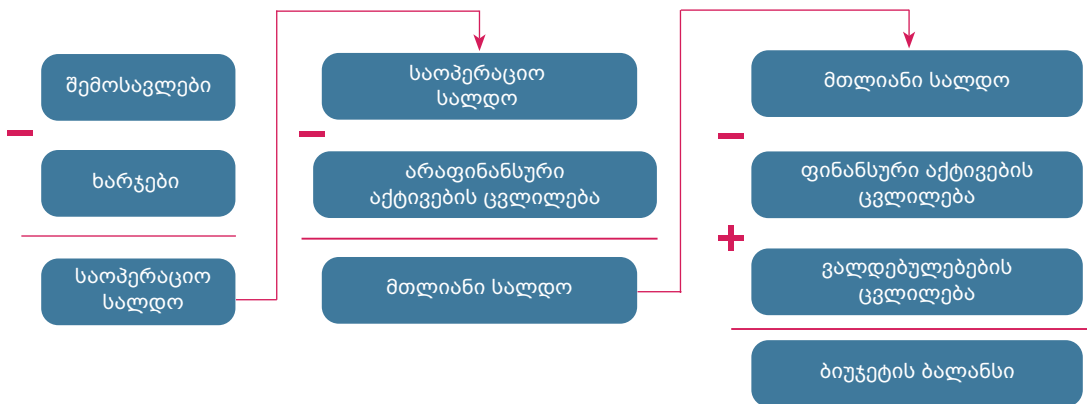 შემოსავლები
−
ხარჯები
საოპერაციო
სალდო
საოპერაციო
სალდო
−
არაფინანსური
აქტივების ცვლილება
მთლიანი სალდო
მთლიანი სალდო
−
ფინანსური აქტივების
ცვლილება
+
ვალდებულებების
ცვლილება
ბიუჯეტის ბალანსი